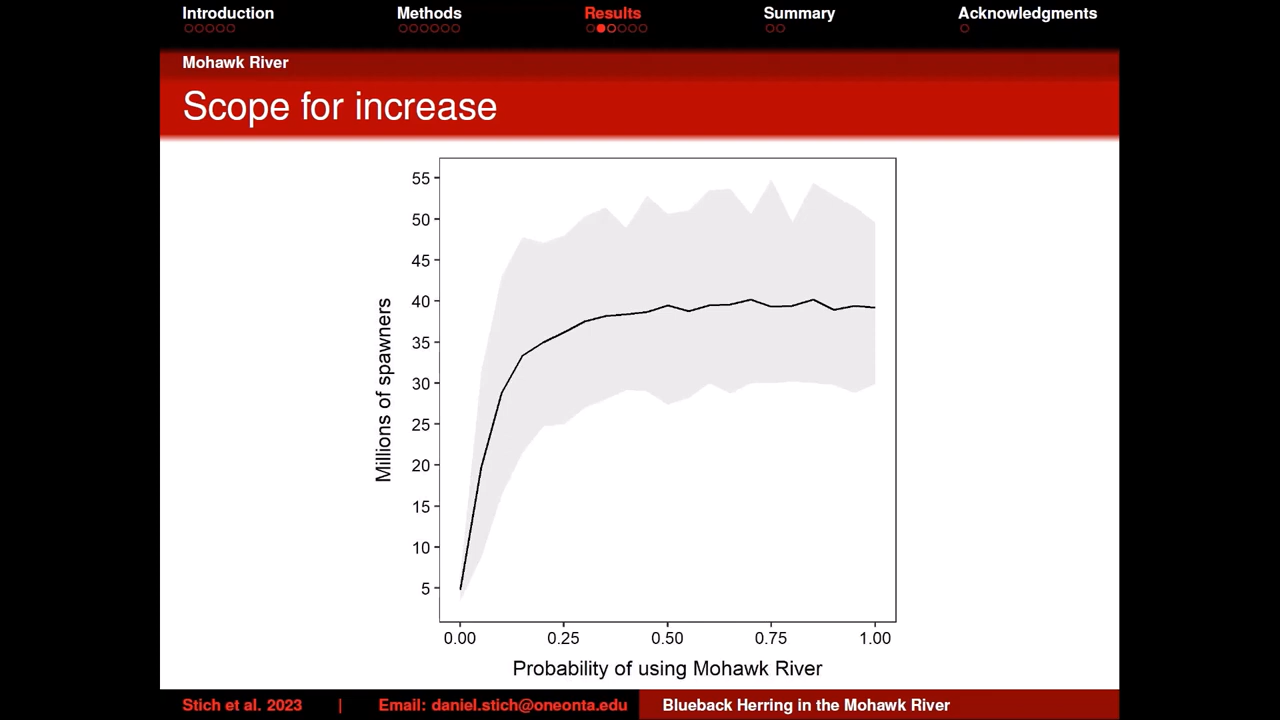 Introduction Methods Results Summary Acknowledgments
Mohawk River
Scope for increase
55
50
45
40
35
30
25
20
15
10
5
Millions of spawners
0.00 0.25 0.50 0.75 1.00
Probability of using Mohawk River
Stich et al. 2023 | Email: daniel.stich@oneonta.edu Blueback Herring in the Mohawk River